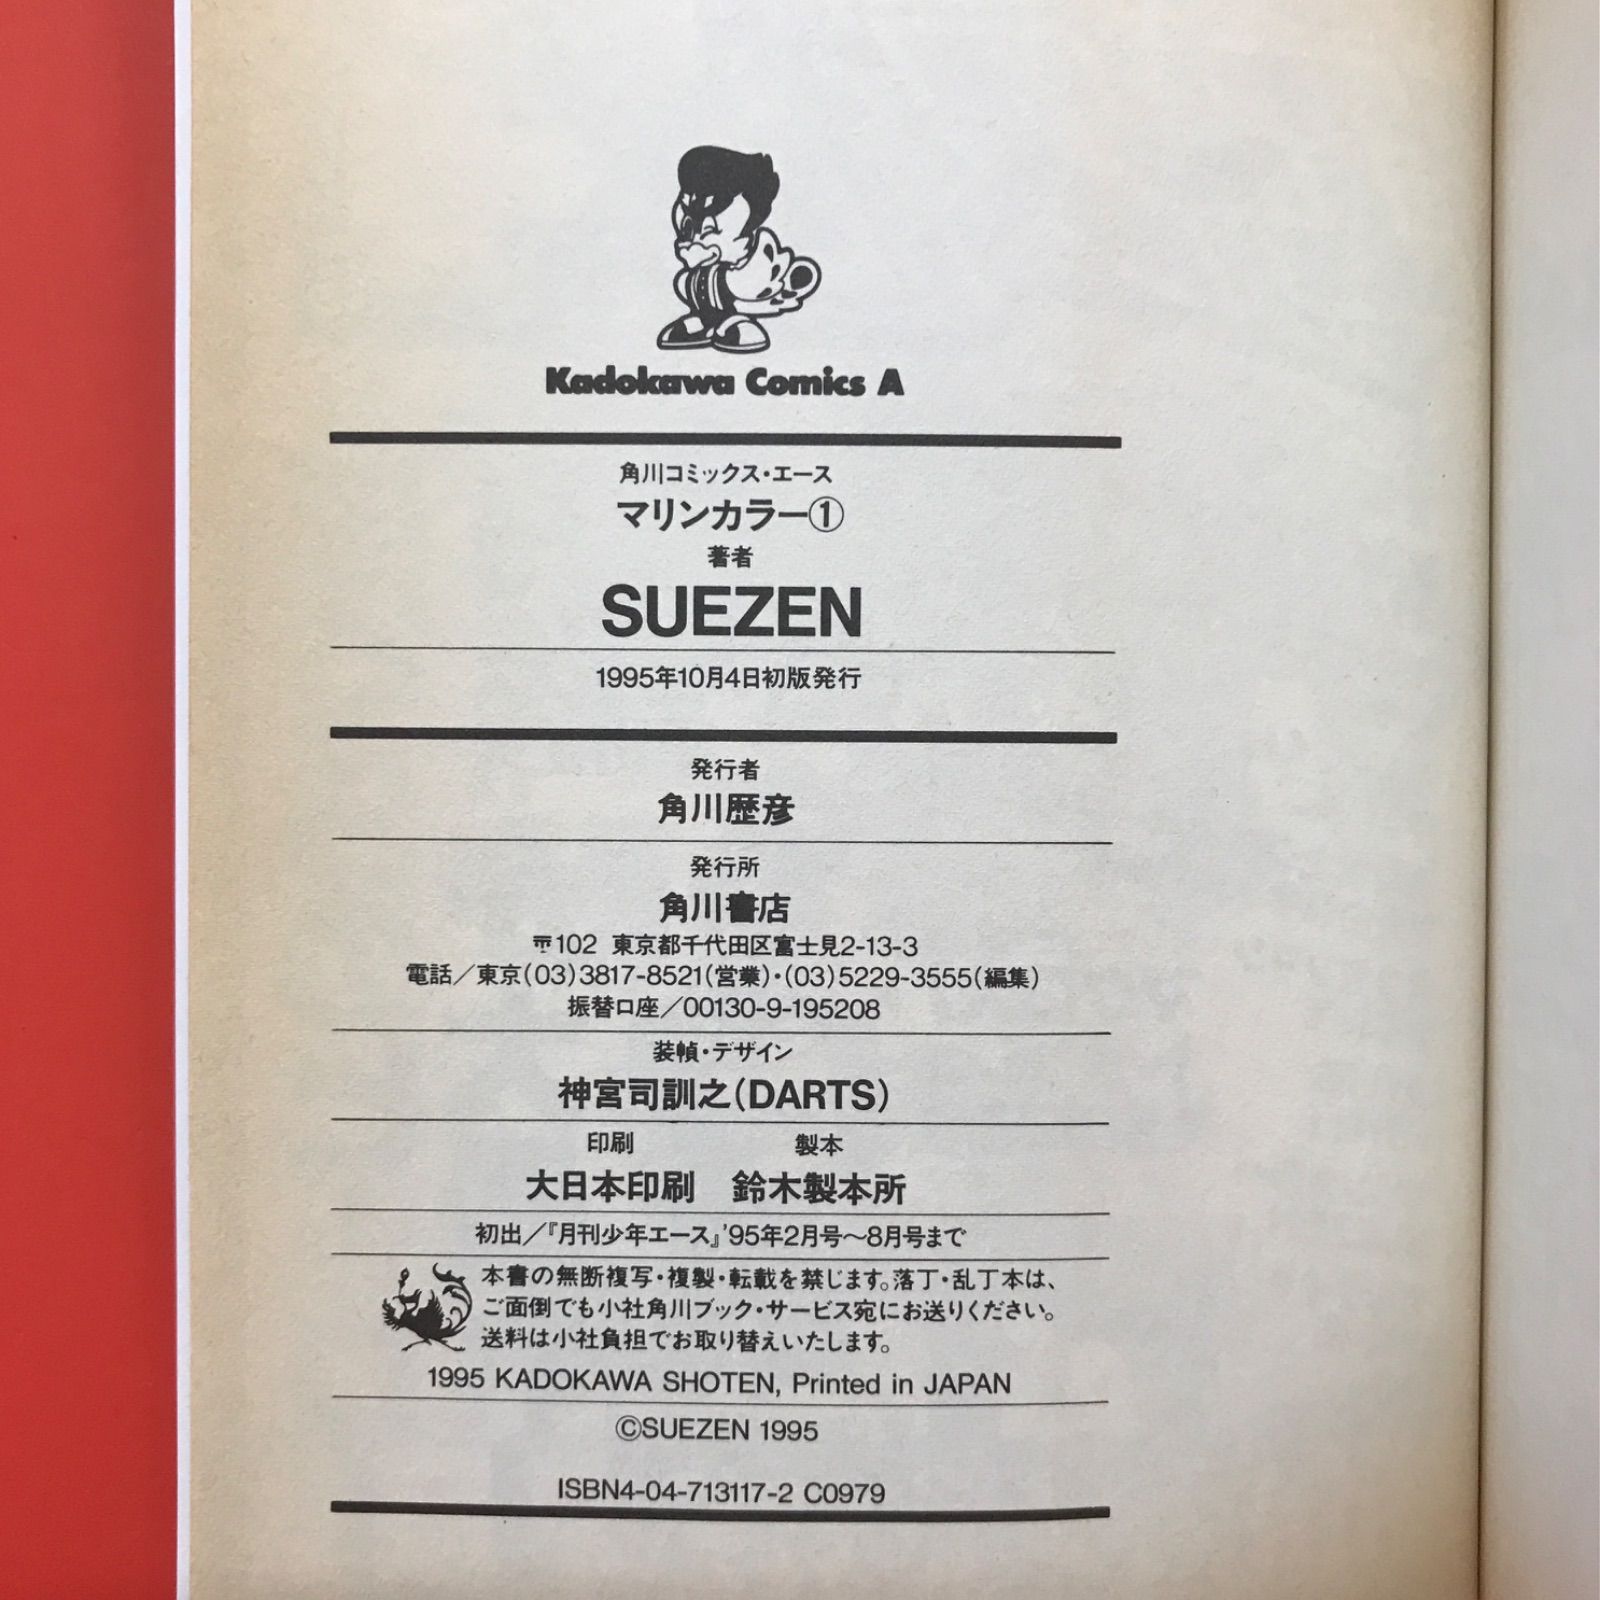 Kadokawa Comics A
角川コミックス・エース
マリンカラー①
著者
SUEZEN
1995年10月4日初版発行
発行者
角川歴彦
発行所
角川書店
〒102 東京都千代田区富士見2-13-3
電話／東京(03)3817-8521(営業)・(03)5229-3555(編集)
振替口座／00130-9-195208
装幀・デザイン
神宮司訓之(DARTS)
印刷 製本
大日本印刷 鈴木製本所
初出／『月刊少年エース』'95年2月号〜8月号まで
本書の無断複写・複製・転載を禁じます。落丁・乱丁本は、
ご面倒でも小社角川ブック・サービス宛にお送りください。
送料は小社負担でお取り替えいたします。
1995 KADOKAWA SHOTEN, Printed in JAPAN
©SUEZEN 1995
ISBN4-04-713117-2 C0979